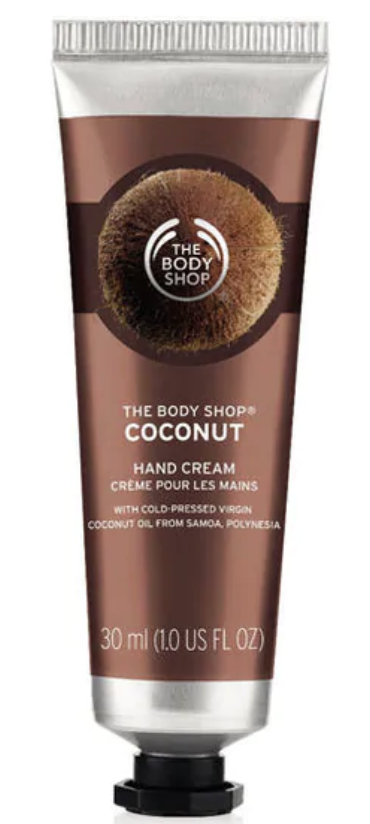 THE
BODY
SHOP
THE BODY SHOP®
COCONUT
HAND CREAM
CRÈME POUR LES MAINS
WITH COLD-PRESSED VIRGIN
COCONUT OIL FROM SAMOA, POLYNESIA
30 ml (1.0 US FL OZ)